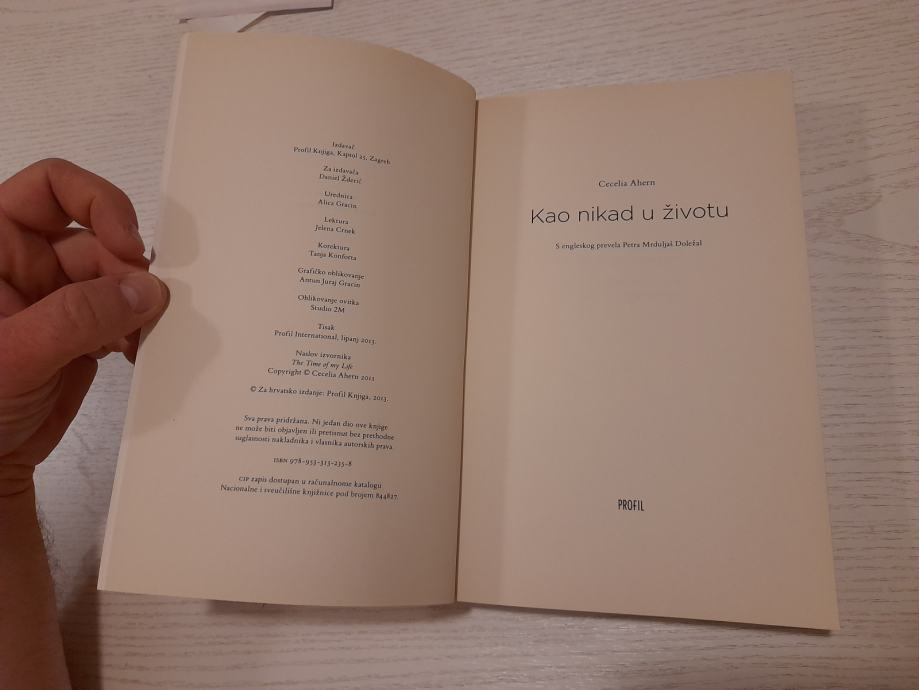 Izdavač
Profil Knjiga, Kaptol 25, Zagreb
Za izdavača
Daniel Žderić
Urednica
Alica Gracin
Lektura
Jelena Crnek
Korektura
Tanja Konforta
Grafičko oblikovanje
Antun Juraj Gracin
Oblikovanje ovitka
Studio 2M
Tisak
Profil International, lipanj 2013.
Naslov izvornika
The Time of my Life
Copyright © Cecelia Ahern 2011
© Za hrvatsko izdanje: Profil Knjiga, 2013.
Sva prava pridržana. Ni jedan dio ove knjige
ne može biti objavljen ili pretisnut bez prethodne
suglasnosti nakladnika i vlasnika autorskih prava.
ISBN 978-953-313-235-8
CIP zapis dostupan u računalnome katalogu
Nacionalne i sveučilišne knjižnice pod brojem 844827.
Cecelia Ahern
Kao nikad u životu
S engleskog prevela Petra Mrduljaš Doležal
PROFIL